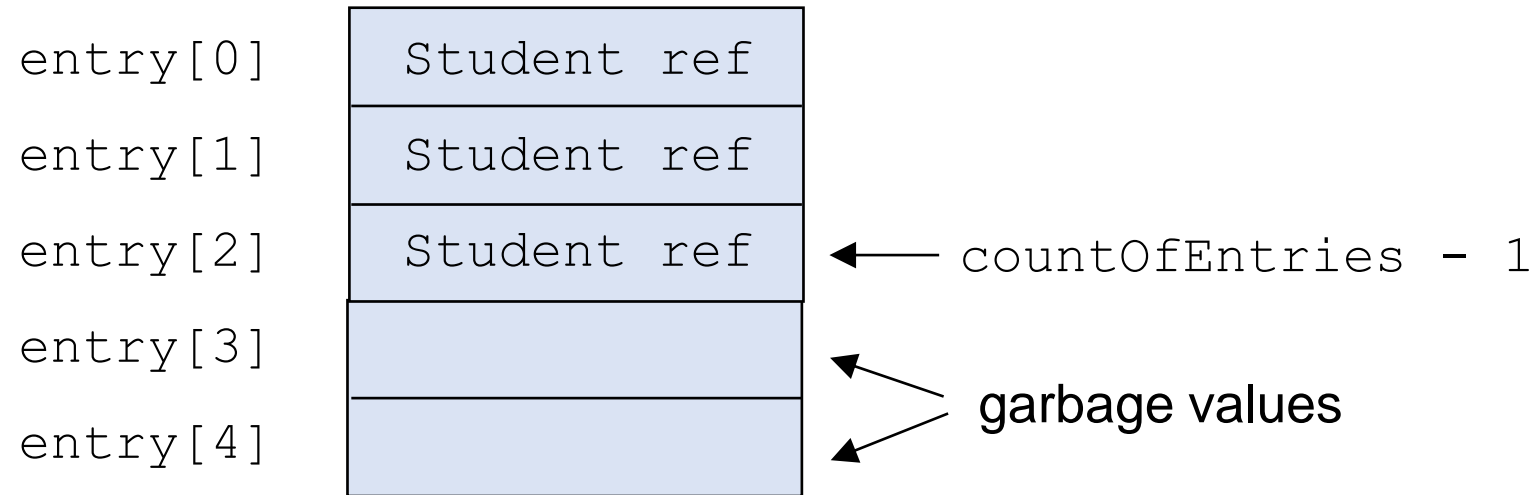 entry[0] Student ref
entry[1] Student ref
entry[2] Student ref countOfEntries - 1
entry[3]
garbage values
entry[4]